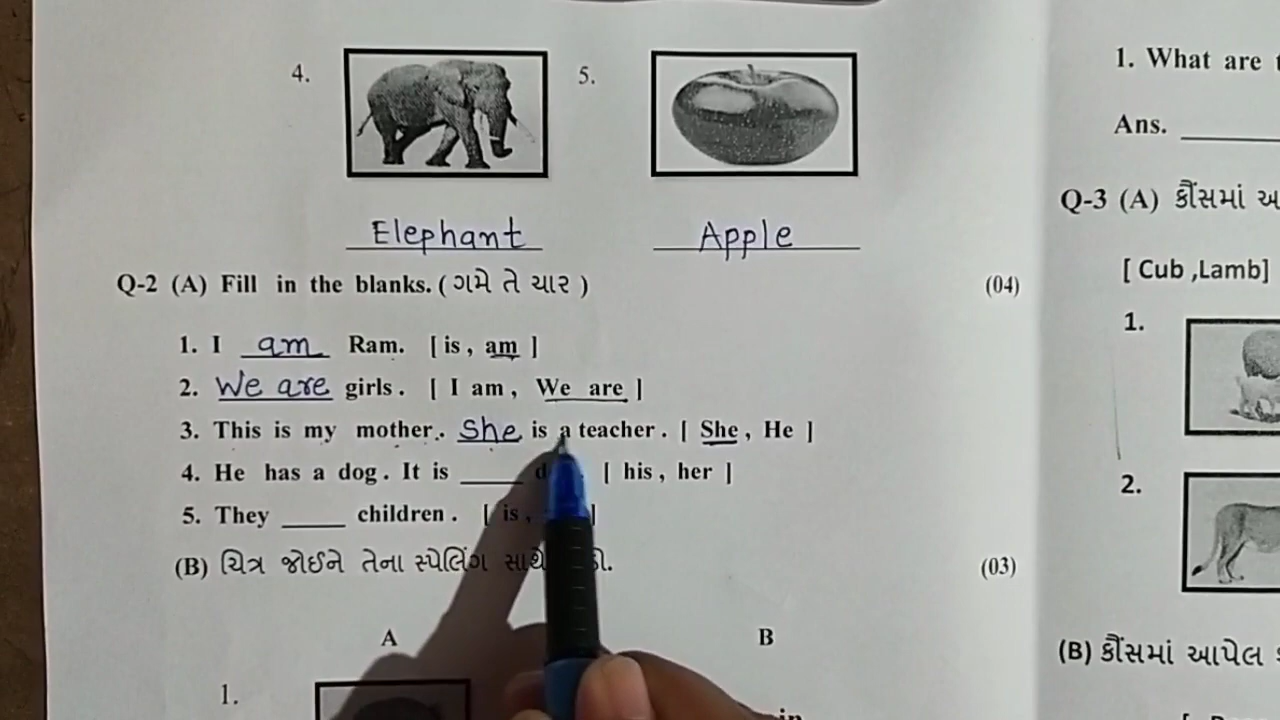 4.
5.
Elephant
Apple
Q-2 (A) Fill in the blanks. ( ગમે તે ચાર )
(04)
1. I am Ram. [ is , am ]
2. We are girls . [ I am , We are ]
3. This is my mother . She is a teacher . [ She , He ]
4. He has a dog . It is ____ [ his , her ]
5. They ____ children . [ is , ]
(B) ચિત્ર જોઈને તેના સ્પેલિંગ સાથે
(03)
A
B
1.
1. What are
Ans.
Q-3 (A) કૌંસમાં
[ Cub ,Lamb]
1.
2.
(B) કૌંસમાં આપેલ